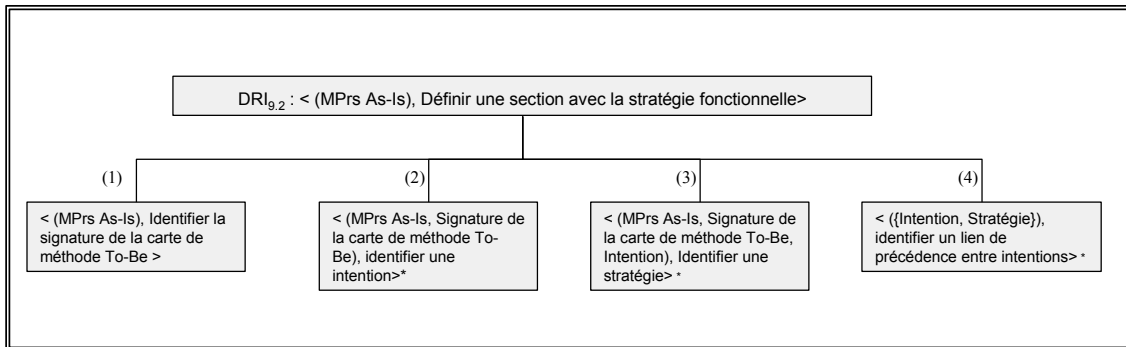 DRI9.2 : < (MPrs As-Is), Définir une section avec la stratégie fonctionnelle>
(1)
(2)
(3)
(4)
< (MPrs As-Is), Identifier la
signature de la carte de
méthode To-Be >
< (MPrs As-Is, Signature de
la carte de méthode To-
Be), identifier une
intention>*
< (MPrs As-Is, Signature de
la carte de méthode To-Be,
Intention), Identifier une
stratégie> *
< ({Intention, Stratégie}),
identifier un lien de
précédence entre intentions> *